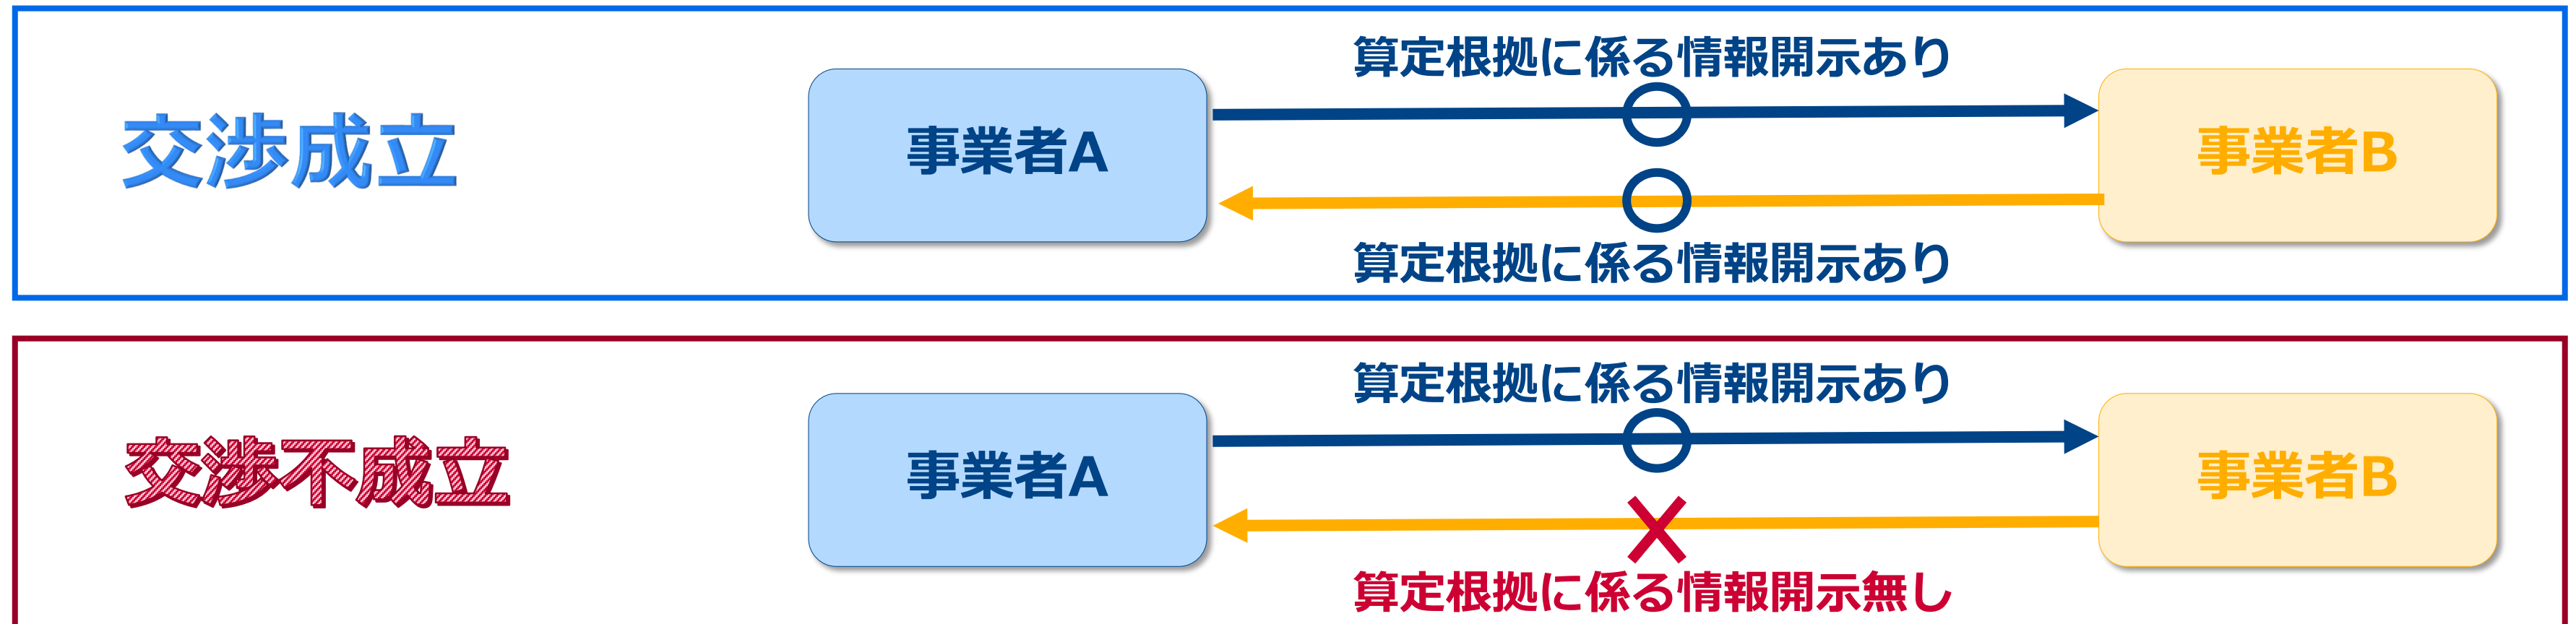 算定根拠に係る情報開示あり
交渉成立
事業者A
事業者B
算定根拠に係る情報開示あり
算定根拠に係る情報開示あり
交渉不成立
事業者A
事業者B
算定根拠に係る情報開示無し